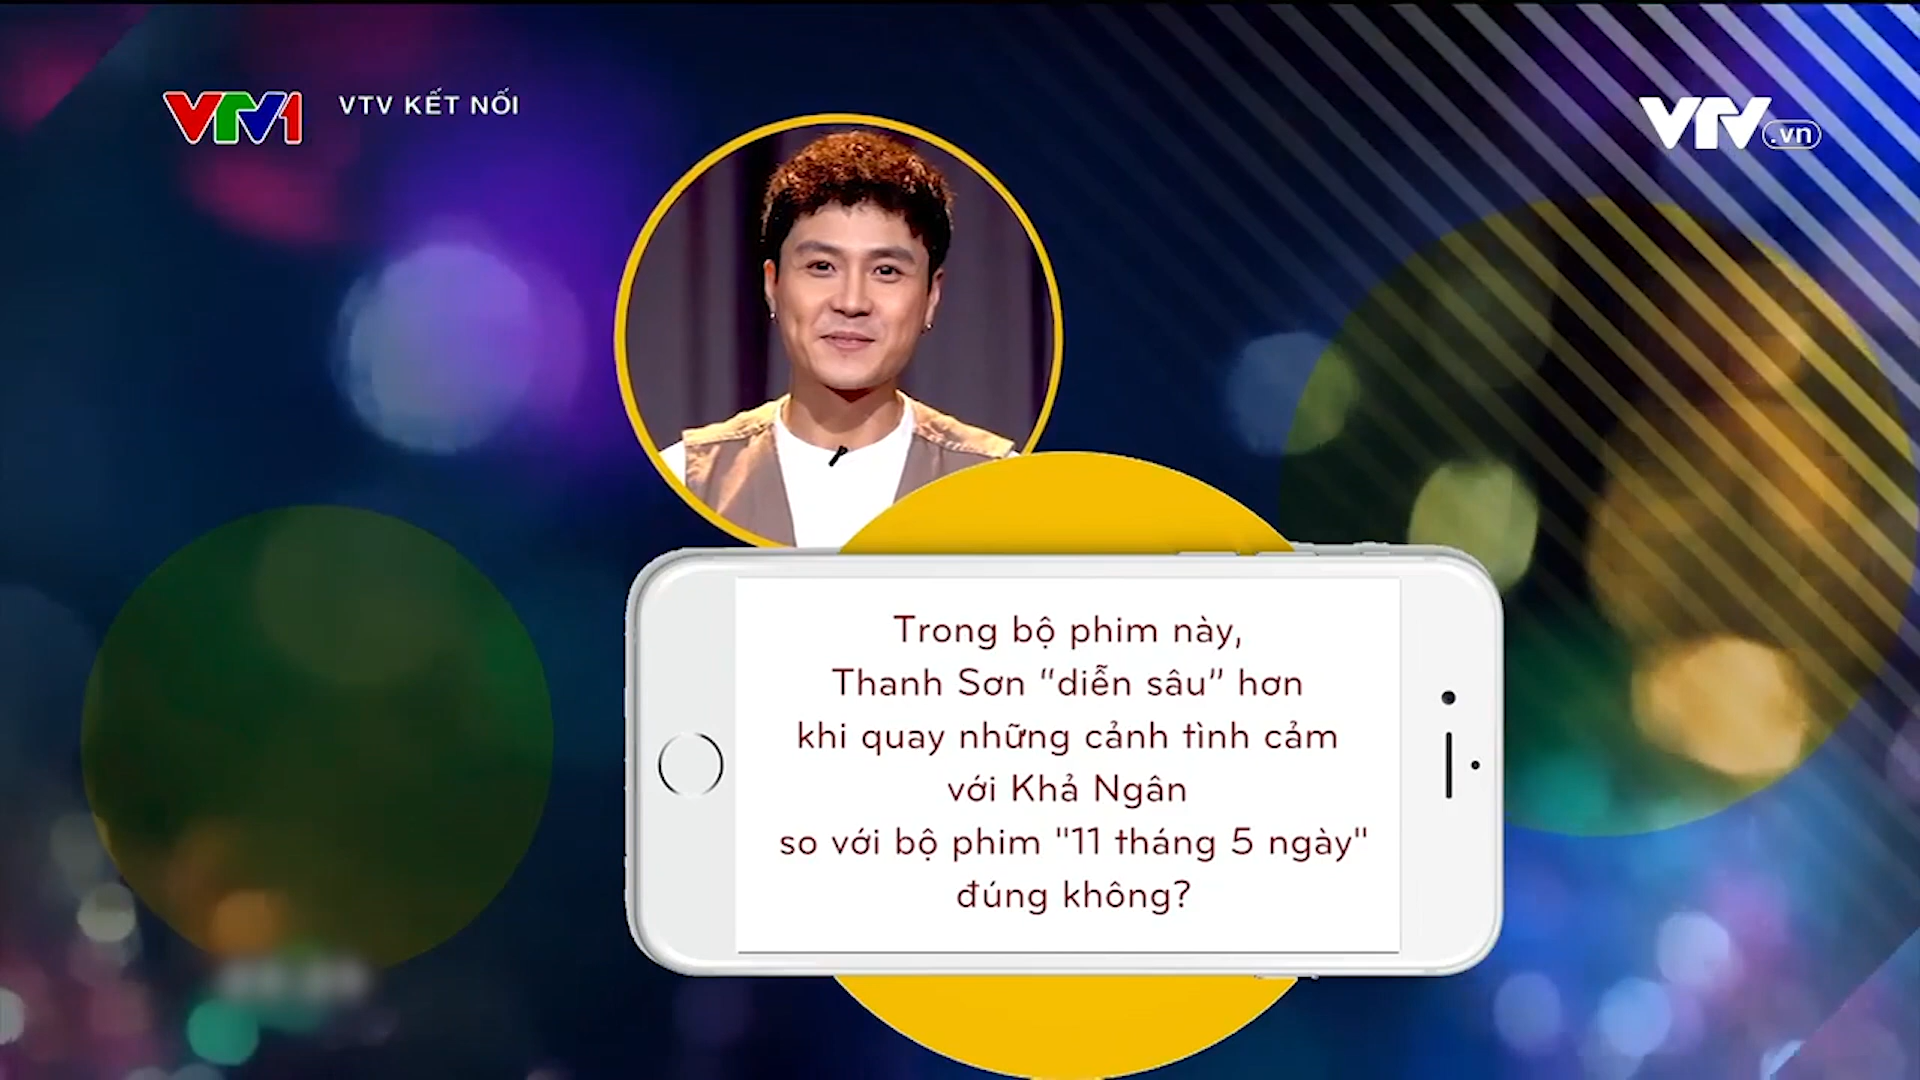 VTV1
VTV KẾT NỐI
VTV.vn
Trong bộ phim này,
Thanh Sơn “diễn sâu” hơn
khi quay những cảnh tình cảm
với Khả Ngân
so với bộ phim "11 tháng 5 ngày"
đúng không?